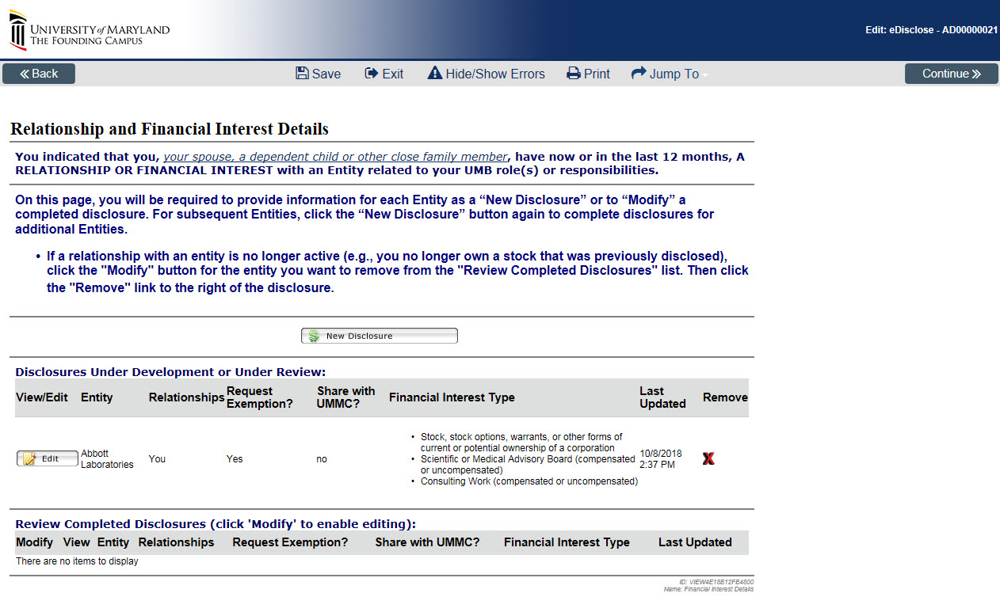 UNIVERSITY of MARYLAND
THE FOUNDING CAMPUS
Edit: eDisclose - AD00000021
Back
Save
Exit
Hide/Show Errors
Print
Jump To
Continue
Relationship and Financial Interest Details
You indicated that you, your spouse, a dependent child or other close family member, have now or in the last 12 months, A
RELATIONSHIP OR FINANCIAL INTEREST with an Entity related to your UMB role(s) or responsibilities.
On this page, you will be required to provide information for each Entity as a “New Disclosure” or to “Modify” a
completed disclosure. For subsequent Entities, click the “New Disclosure” button again to complete disclosures for
additional Entities.
• If a relationship with an entity is no longer active (e.g., you no longer own a stock that was previously disclosed),
click the "Modify" button for the entity you want to remove from the "Review Completed Disclosures" list. Then click
the "Remove" link to the right of the disclosure.
New Disclosure
Disclosures Under Development or Under Review:
View/Edit Entity Relationships Request Exemption? Share with UMMC? Financial Interest Type Last Updated Remove
Edit
Abbott
Laboratories
You
Yes
no
• Stock, stock options, warrants, or other forms of
current or potential ownership of a corporation
• Scientific or Medical Advisory Board (compensated
or uncompensated)
• Consulting Work (compensated or uncompensated)
10/8/2018
2:37 PM
X
Review Completed Disclosures (click 'Modify' to enable editing):
Modify View Entity Relationships Request Exemption? Share with UMMC? Financial Interest Type Last Updated
There are no items to display
ID: VIEW4E18B12FB4800
Name: Financial Interest Details